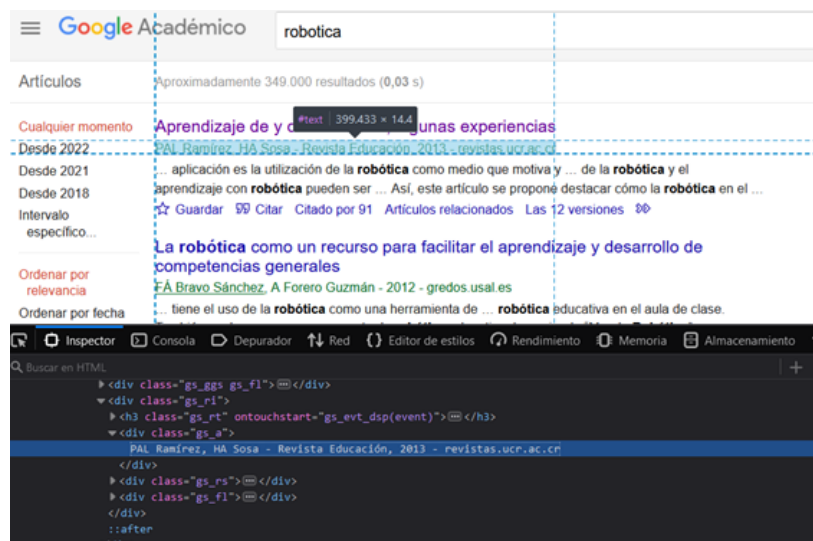 Google Académico
robotica
Artículos
Aproximadamente 349.000 resultados (0,03 s)
Cualquier momento
Desde 2022
Desde 2021
Desde 2018
Intervalo
específico...
Ordenar por
relevancia
Ordenar por fecha
#text 399.433 × 14.4
Aprendizaje de y unas experiencias
PAL Ramírez, HA Sosa - Revista Educación, 2013 - revistas.ucr.ac.cr
... aplicación es la utilización de la robótica como medio que motiva y ... de la robótica y el
aprendizaje con robótica pueden ser ... Así, este artículo se propone destacar cómo la robótica en el ...
Guardar Citar Citado por 91 Artículos relacionados Las 12 versiones
La robótica como un recurso para facilitar el aprendizaje y desarrollo de
competencias generales
FÁ Bravo Sánchez, A Forero Guzmán - 2012 - gredos.usal.es
... tiene el uso de la robótica como una herramienta de ... robótica educativa en el aula de clase.
Inspector Consola Depurador Red Editor de estilos Rendimiento Memoria Almacenamiento
Buscar en HTML
<div class="gs_ggs gs_fl"></div>
<div class="gs_ri">
<h3 class="gs_rt" ontouchstart="gs_evt_dsp(event)"></h3>
<div class="gs_a">
PAL Ramírez, HA Sosa - Revista Educación, 2013 - revistas.ucr.ac.cr
</div>
<div class="gs_rs"></div>
<div class="gs_fl"></div>
</div>
::after